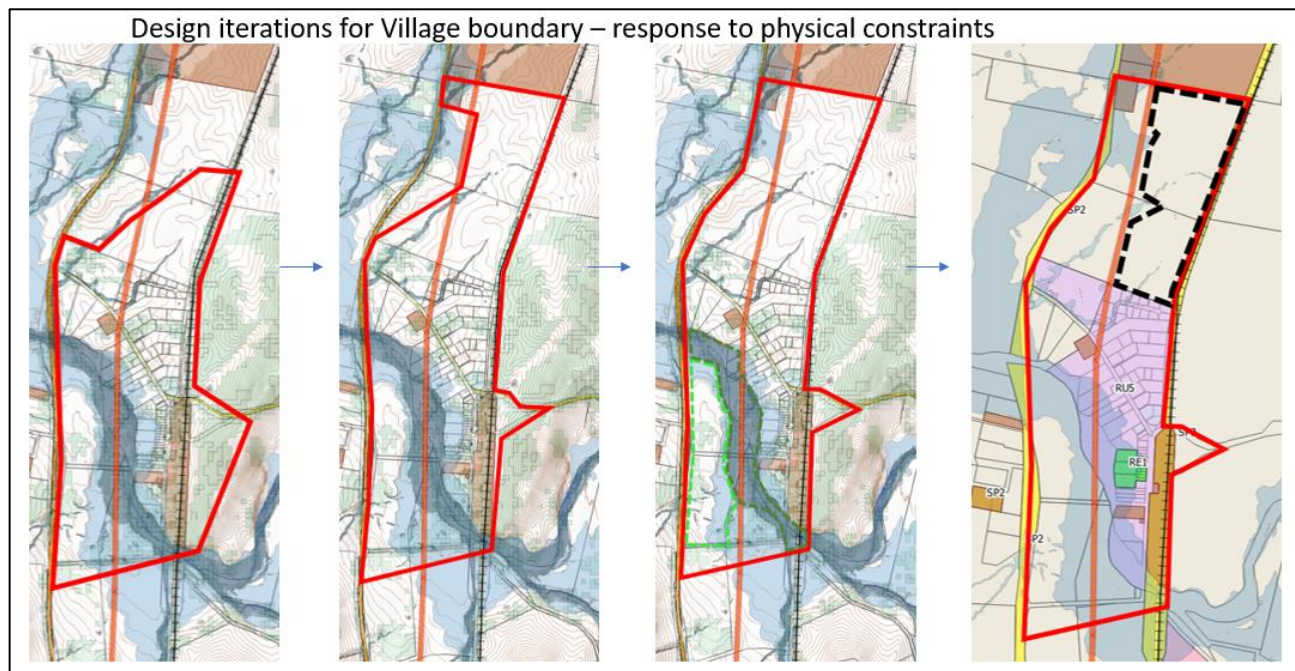 Design iterations for Village boundary – response to physical constraints
SP2
RU5
SP2
RE1
SP2
P2